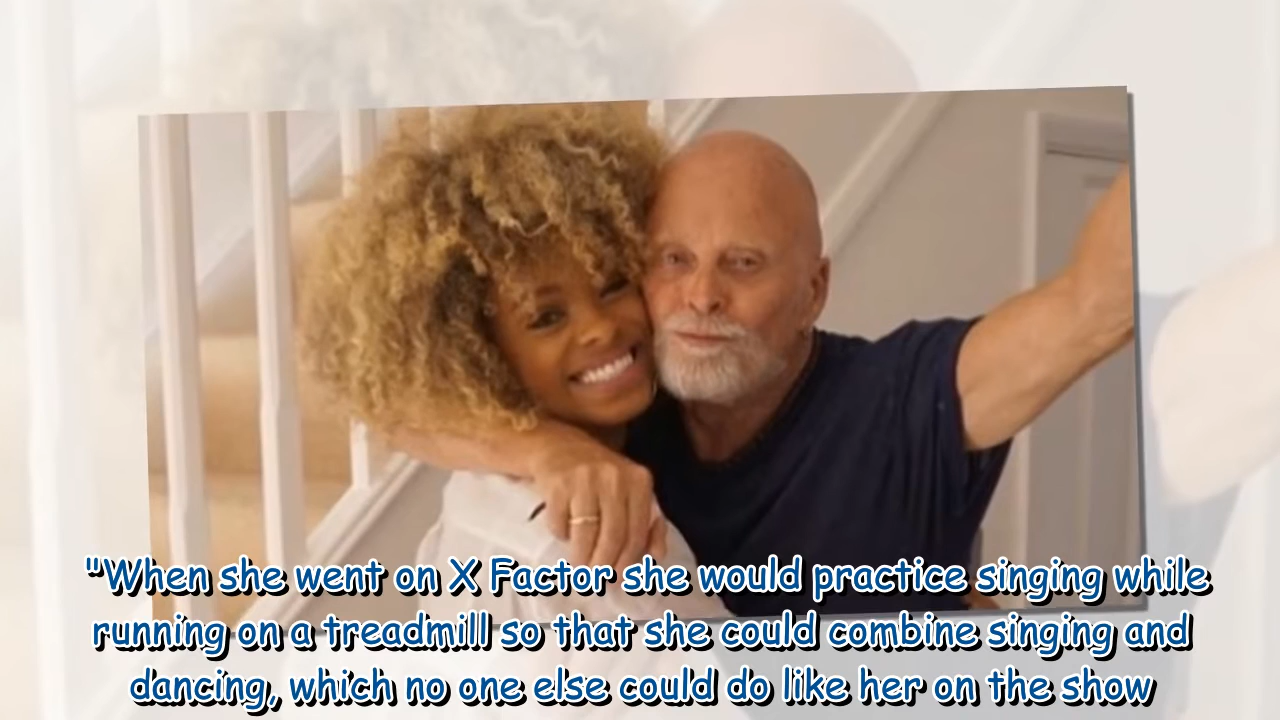 "When she went on X Factor she would practice singing while
running on a treadmill so that she could combine singing and
dancing, which no one else could do like her on the show